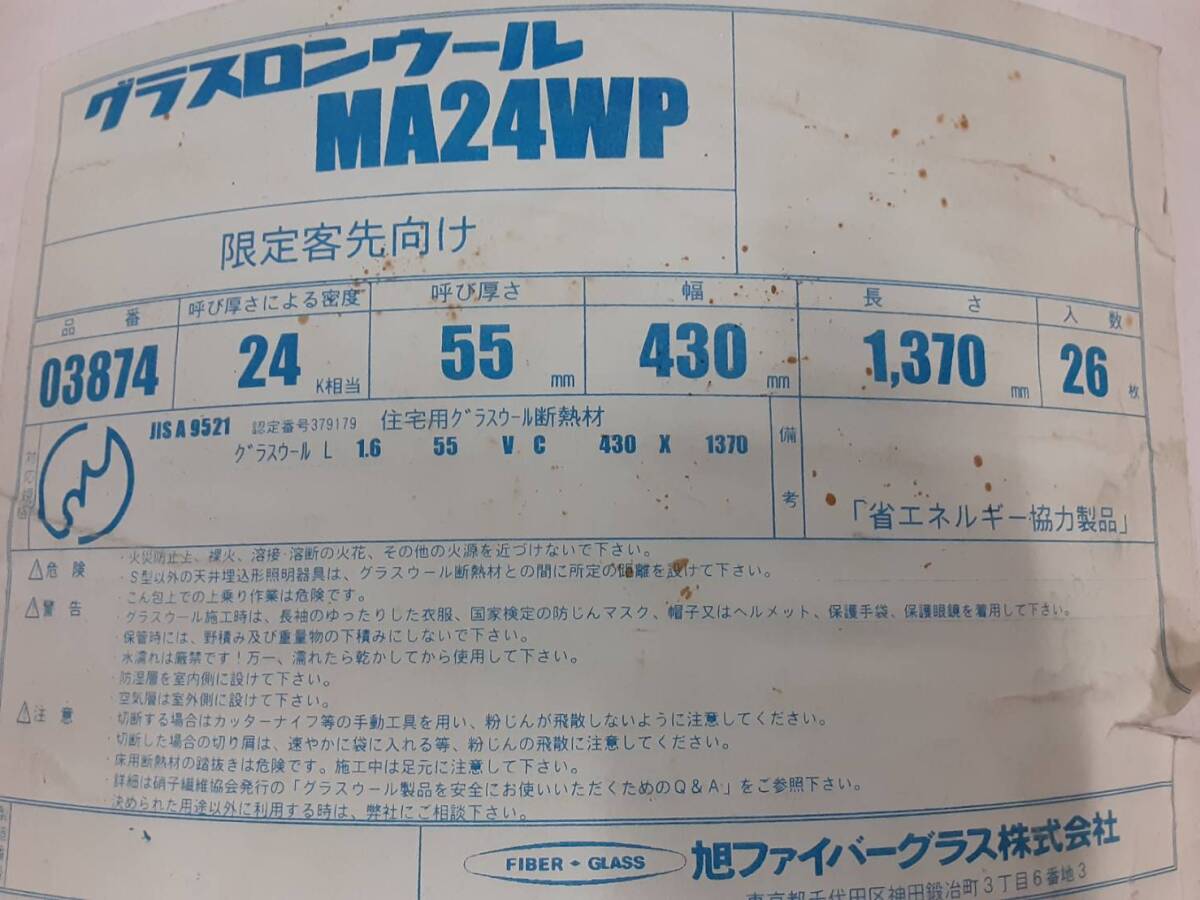 グラスロンウール
MA24WP
限定客先向け
品番 呼び厚さによる密度 呼び厚さ 幅 長さ 入数
03874 24K相当 55mm 430mm 1,370mm 26枚
JIS A 9521 認定番号379179 住宅用グラスウール断熱材
グラスウール L 1.6 55 V C 430 X 1370
備考
「省エネルギー協力製品」
・火災防止上、裸火、溶接・溶断の火花、その他の火源を近づけないで下さい。
⚠危険 ・S型以外の天井埋込形照明器具は、グラスウール断熱材との間に所定の距離を設けて下さい。
・こん包上での上乗り作業は危険です。
⚠警告 ・グラスウール施工時は、長袖のゆったりした衣服、国家検定の防じんマスク、帽子又はヘルメット、保護手袋、保護眼鏡を着用して下さい。
・保管時には、野積み及び重量物の下積みにしないで下さい。
・水濡れは厳禁です！万一、濡れたら乾かしてから使用して下さい。
・防湿層を室内側に設けて下さい。
・空気層は室外側に設けて下さい。
⚠注意 ・切断する場合はカッターナイフ等の手動工具を用い、粉じんが飛散しないように注意してください。
・切断した場合の切り屑は、速やかに袋に入れる等、粉じんの飛散に注意してください。
・床用断熱材の踏抜きは危険です。施工中は足元に注意して下さい。
・詳細は硝子繊維協会発行の「グラスウール製品を安全にお使いいただくためのQ&A」をご参照下さい。
・決められた用途以外に利用する時は、弊社にご相談下さい。
FIBER GLASS 旭ファイバーグラス株式会社
東京都千代田区神田鍛冶町3丁目6番地3